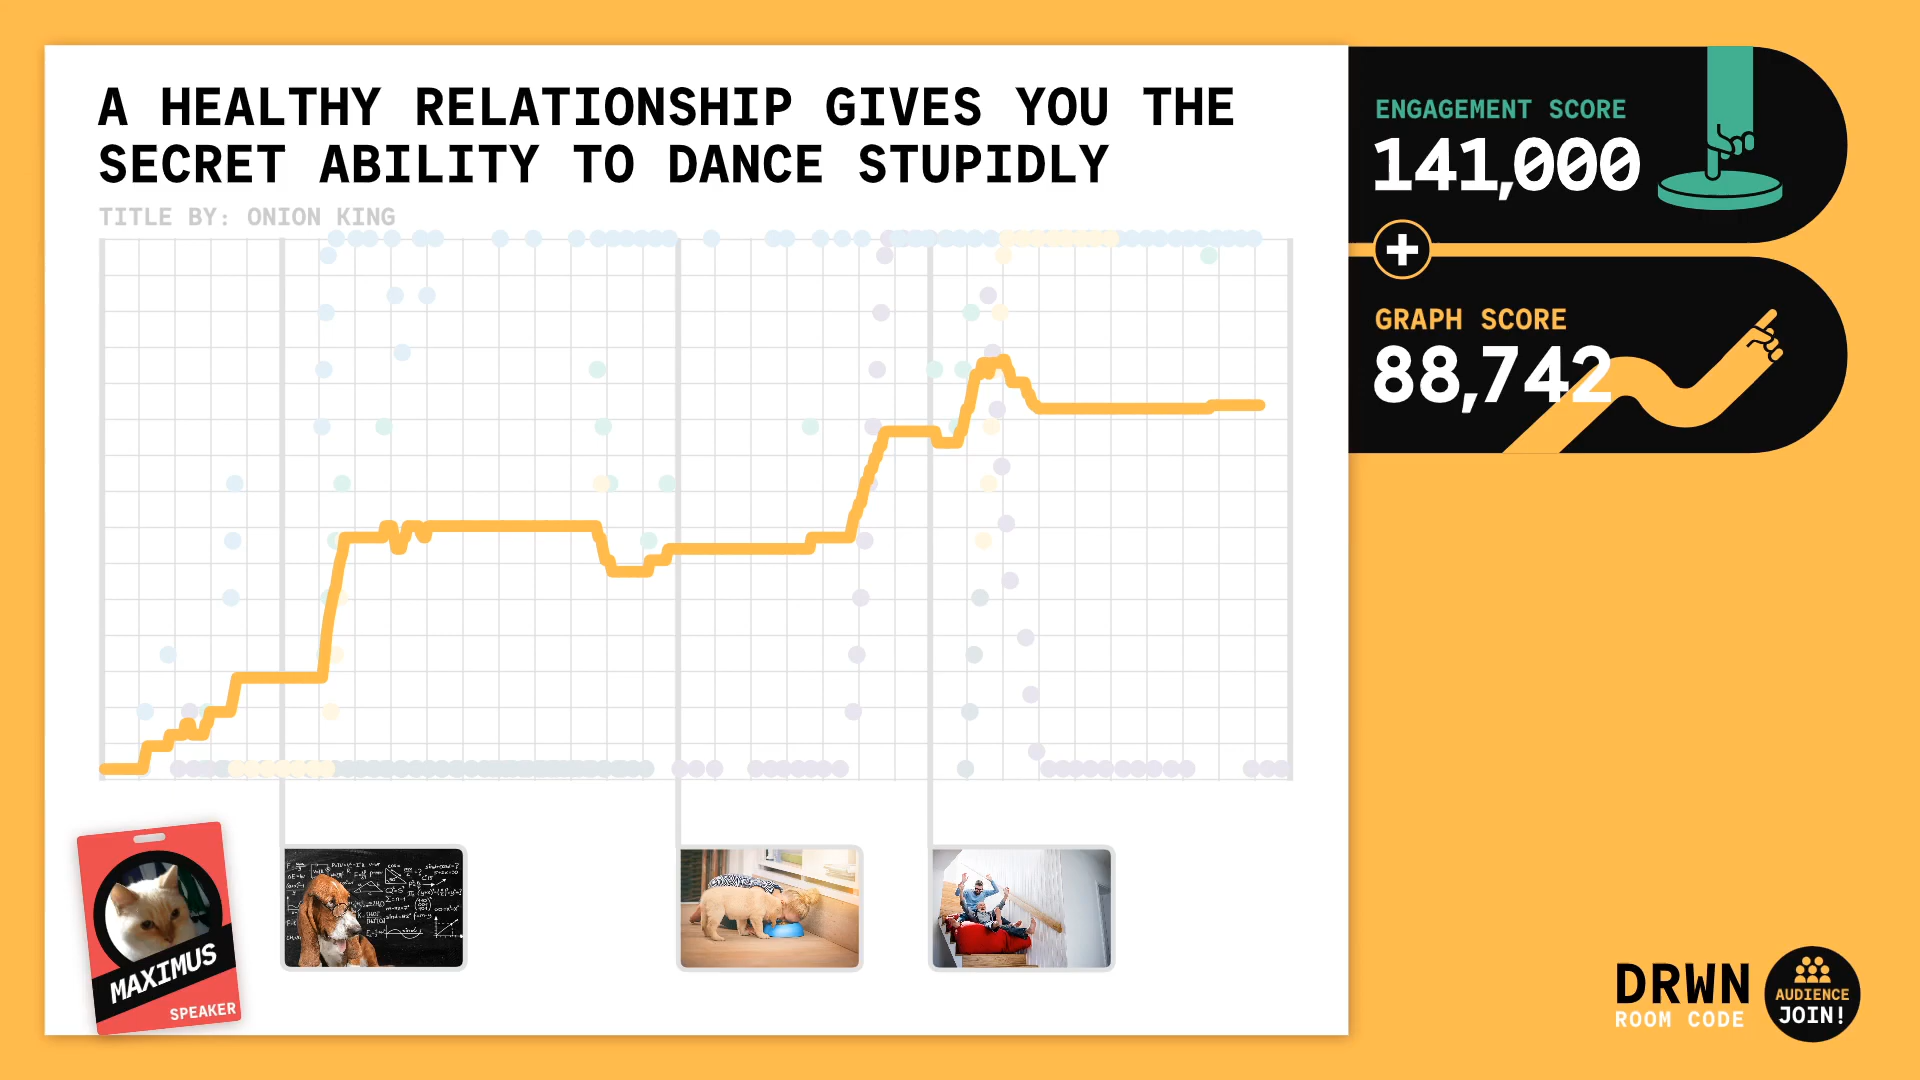 A HEALTHY RELATIONSHIP GIVES YOU THE
SECRET ABILITY TO DANCE STUPIDLY
TITLE BY: ONION KING
ENGAGEMENT SCORE
141,000
+
GRAPH SCORE
88,742
MAXIMUS
SPEAKER
DRWN
ROOM CODE
AUDIENCE
JOIN!